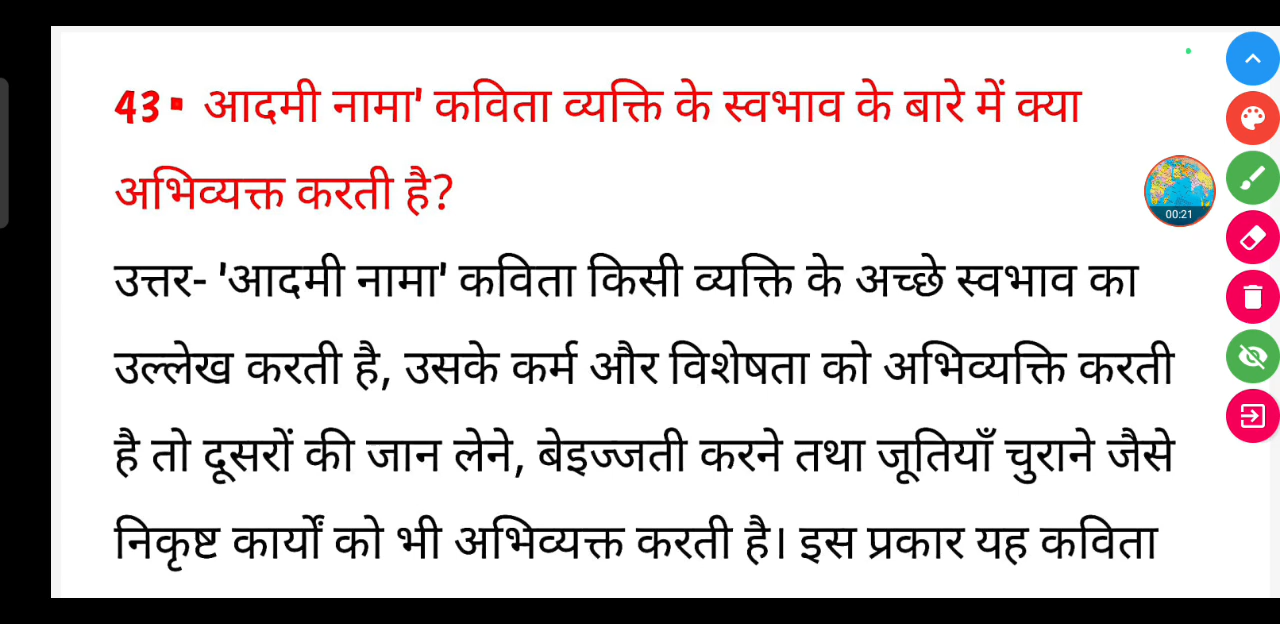 43▪ आदमी नामा' कविता व्यक्ति के स्वभाव के बारे में क्या
अभिव्यक्त करती है?
00:21
उत्तर- 'आदमी नामा' कविता किसी व्यक्ति के अच्छे स्वभाव का
उल्लेख करती है, उसके कर्म और विशेषता को अभिव्यक्ति करती
है तो दूसरों की जान लेने, बेइज्जती करने तथा जूतियाँ चुराने जैसे
निकृष्ट कार्यों को भी अभिव्यक्त करती है। इस प्रकार यह कविता